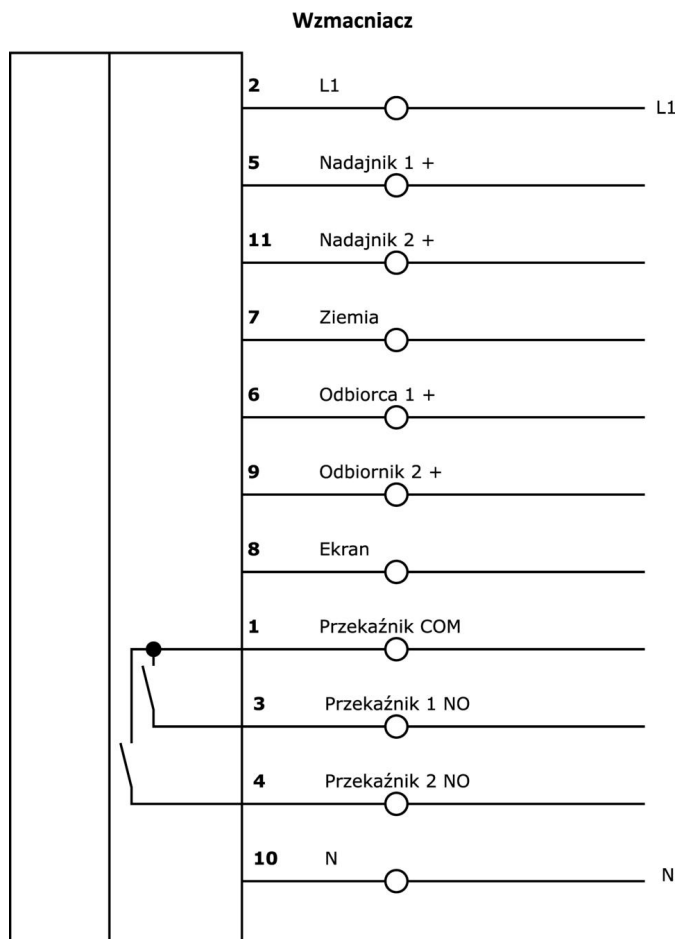 Wzmacniacz
2 L1
L1
5 Nadajnik 1 +
11 Nadajnik 2 +
7 Ziemia
6 Odbiorca 1 +
9 Odbiornik 2 +
8 Ekran
1 Przekaźnik COM
3 Przekaźnik 1 NO
4 Przekaźnik 2 NO
10 N
N